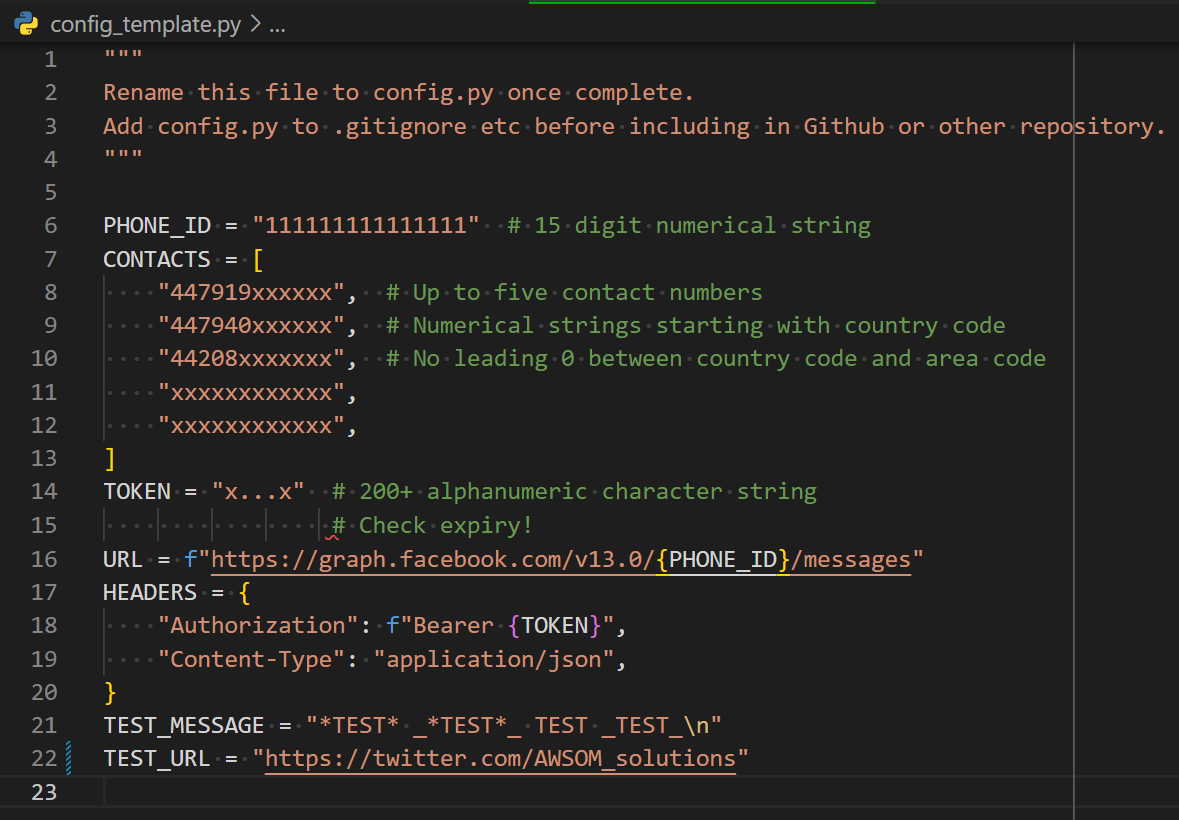 config_template.py > ...
1 """
2 Rename this file to config.py once complete.
3 Add config.py to .gitignore etc before including in Github or other repository.
4 """
5
6 PHONE_ID = "111111111111111"  # 15 digit numerical string
7 CONTACTS = [
8     "447919xxxxxx",  # Up to five contact numbers
9     "447940xxxxxx",  # Numerical strings starting with country code
10     "44208xxxxxxx",  # No leading 0 between country code and area code
11     "xxxxxxxxxxxx",
12     "xxxxxxxxxxxx",
13 ]
14 TOKEN = "x...x"  # 200+ alphanumeric character string
15                 # Check expiry!
16 URL = f"https://graph.facebook.com/v13.0/{PHONE_ID}/messages"
17 HEADERS = {
18     "Authorization": f"Bearer {TOKEN}",
19     "Content-Type": "application/json",
20 }
21 TEST_MESSAGE = "*TEST* _*TEST*_ TEST _TEST_\n"
22 TEST_URL = "https://twitter.com/AWSOM_solutions"
23